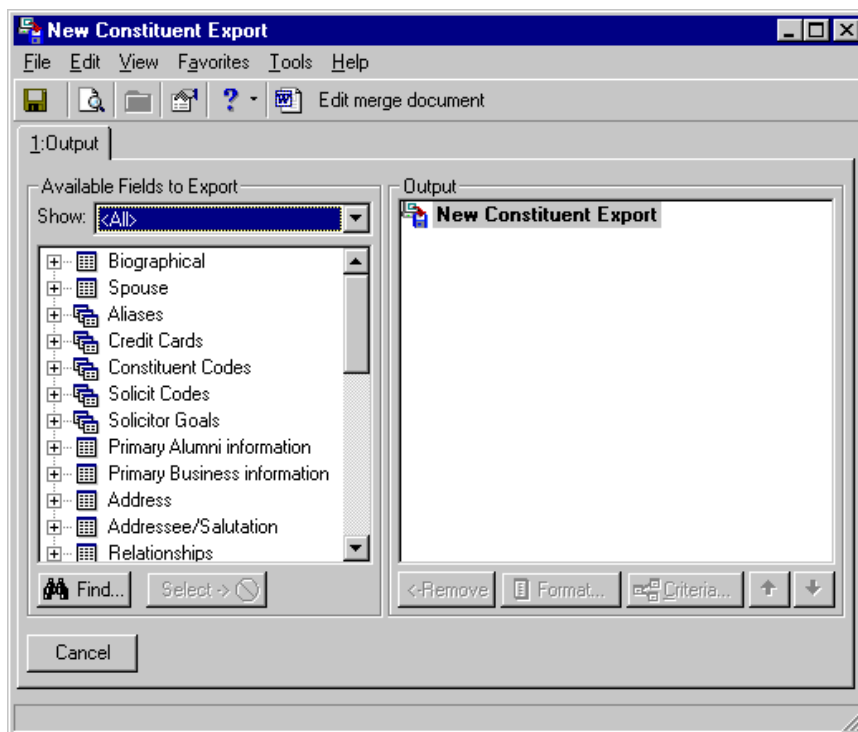 New Constituent Export
File Edit View Favorites Tools Help
? Edit merge document
1:Output
Available Fields to Export
Show: <All>
Biographical
Spouse
Aliases
Credit Cards
Constituent Codes
Solicit Codes
Solicitor Goals
Primary Alumni information
Primary Business information
Address
Addressee/Salutation
Relationships
Find... Select ->
Output
New Constituent Export
<-Remove Format... Criteria...
Cancel